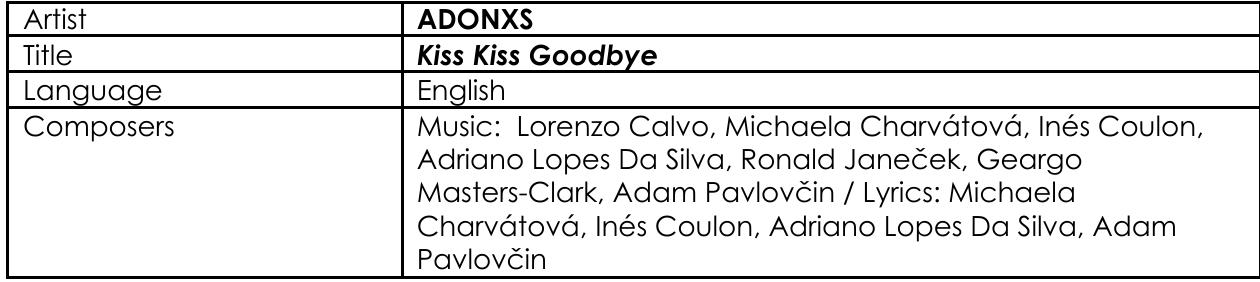 Artist ADONXS
Title Kiss Kiss Goodbye
Language English
Composers Music: Lorenzo Calvo, Michaela Charvátová, Inés Coulon,
Adriano Lopes Da Silva, Ronald Janeček, Geargo
Masters-Clark, Adam Pavlovčin / Lyrics: Michaela
Charvátová, Inés Coulon, Adriano Lopes Da Silva, Adam
Pavlovčin